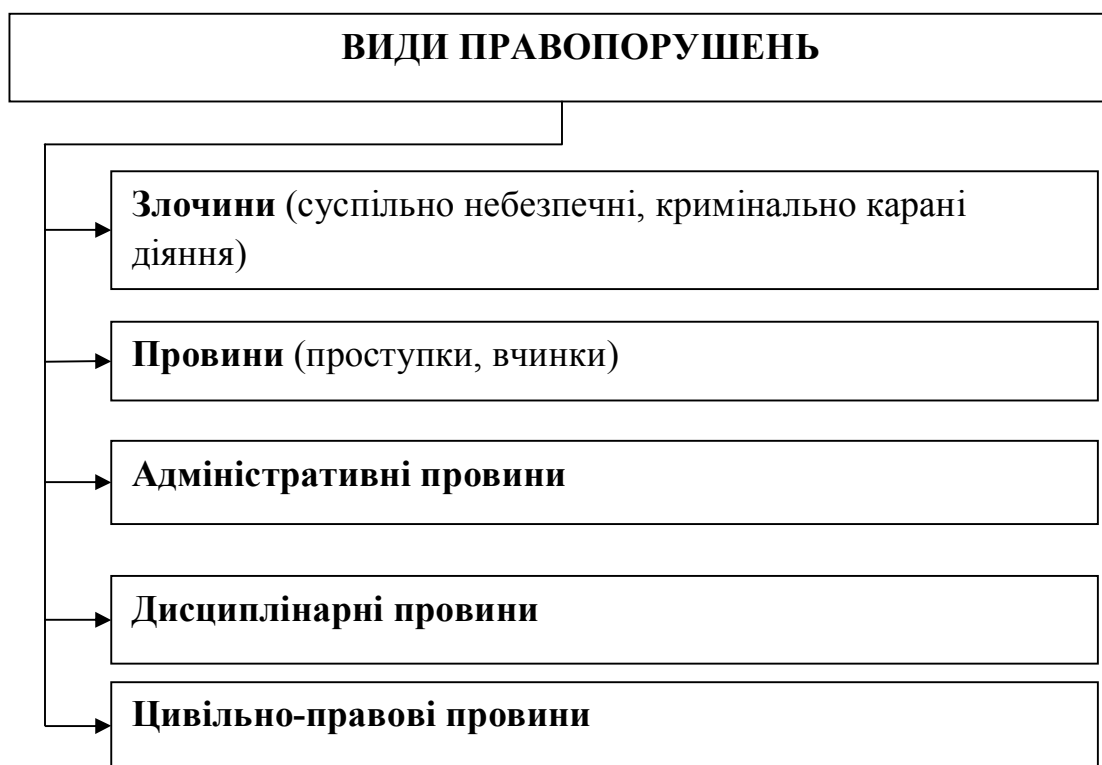 ВИДИ ПРАВОПОРУШЕНЬ
Злочини (суспільно небезпечні, кримінально карані
діяння)
Провини (проступки, вчинки)
Адміністративні провини
Дисциплінарні провини
Цивільно-правові провини